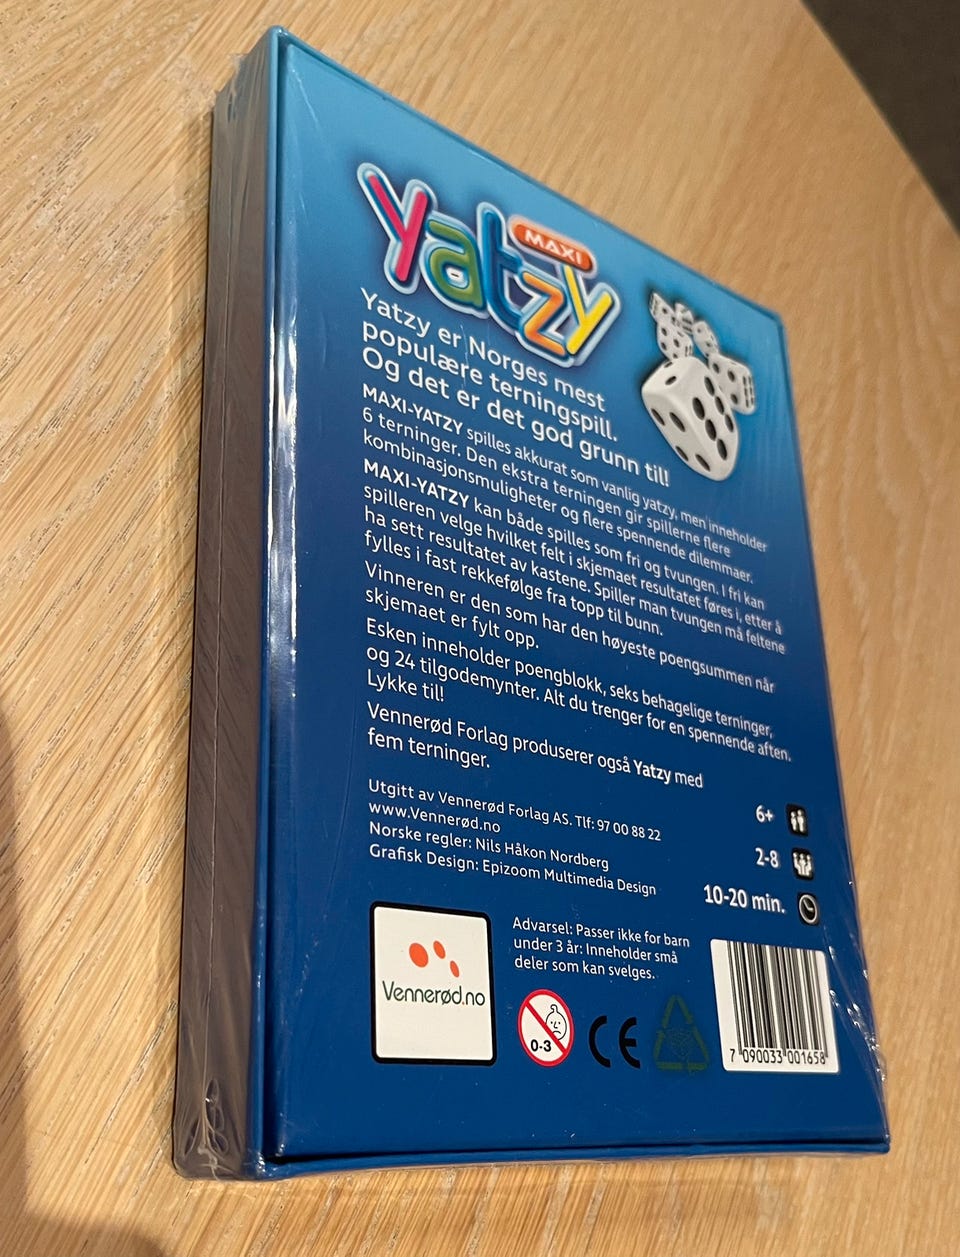 Yatzy
MAXI
Yatzy er Norges mest
populære terningspill.
Og det er det god grunn til!
MAXI-YATZY spilles akkurat som vanlig yatzy, men inneholder
6 terninger. Den ekstra terningen gir spillerne flere
kombinasjonsmuligheter og flere spennende dilemmaer.
MAXI-YATZY kan både spilles som fri og tvungen. I fri kan
spilleren velge hvilket felt i skjemaet resultatet føres i, etter å
ha sett resultatet av kastene. Spiller man tvungen må feltene
fylles i fast rekkefølge fra topp til bunn.
Vinneren er den som har den høyeste poengsummen når
skjemaet er fylt opp.
Esken inneholder poengblokk, seks behagelige terninger,
og 24 tilgodemynter. Alt du trenger for en spennende aften.
Lykke til!
Vennerød Forlag produserer også Yatzy med
fem terninger.
Utgitt av Vennerød Forlag AS. Tlf: 97 00 88 22
www.Vennerød.no
Norske regler: Nils Håkon Nordberg
Grafisk Design: Epizoom Multimedia Design
6+
2-8
10-20 min.
Vennerød.no
Advarsel: Passer ikke for barn
under 3 år: Inneholder små
deler som kan svelges.
0-3
CE
7 090033 001658